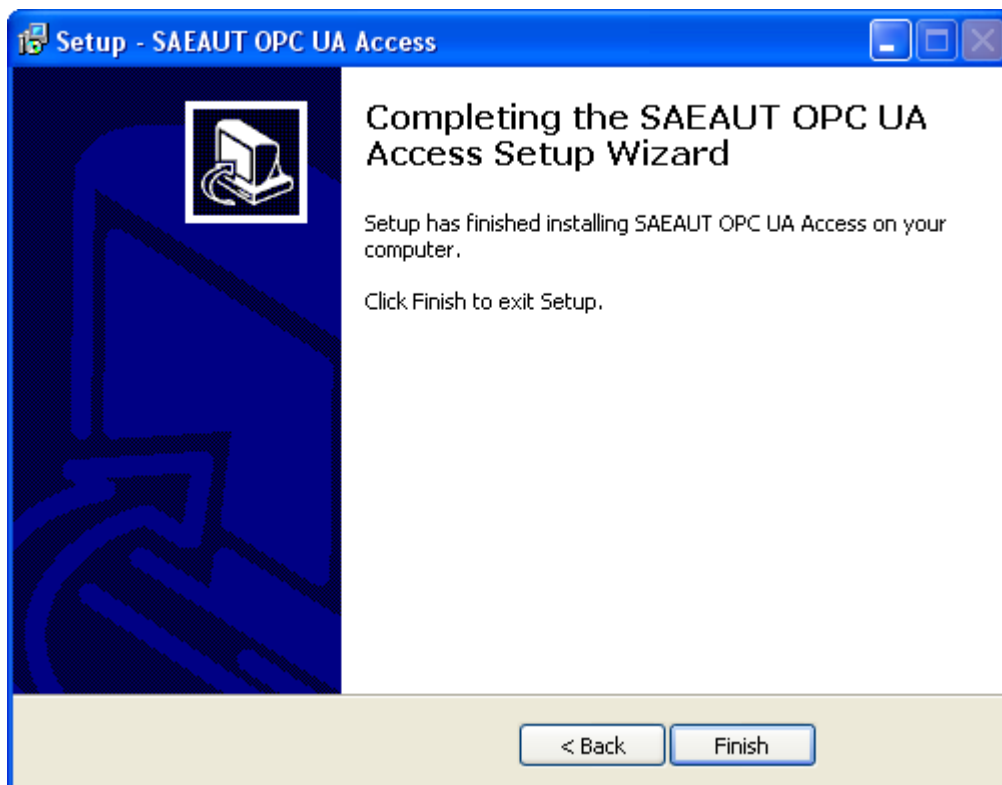 Setup - SAEAUT OPC UA Access
Completing the SAEAUT OPC UA
Access Setup Wizard
Setup has finished installing SAEAUT OPC UA Access on your
computer.
Click Finish to exit Setup.
< Back
Finish